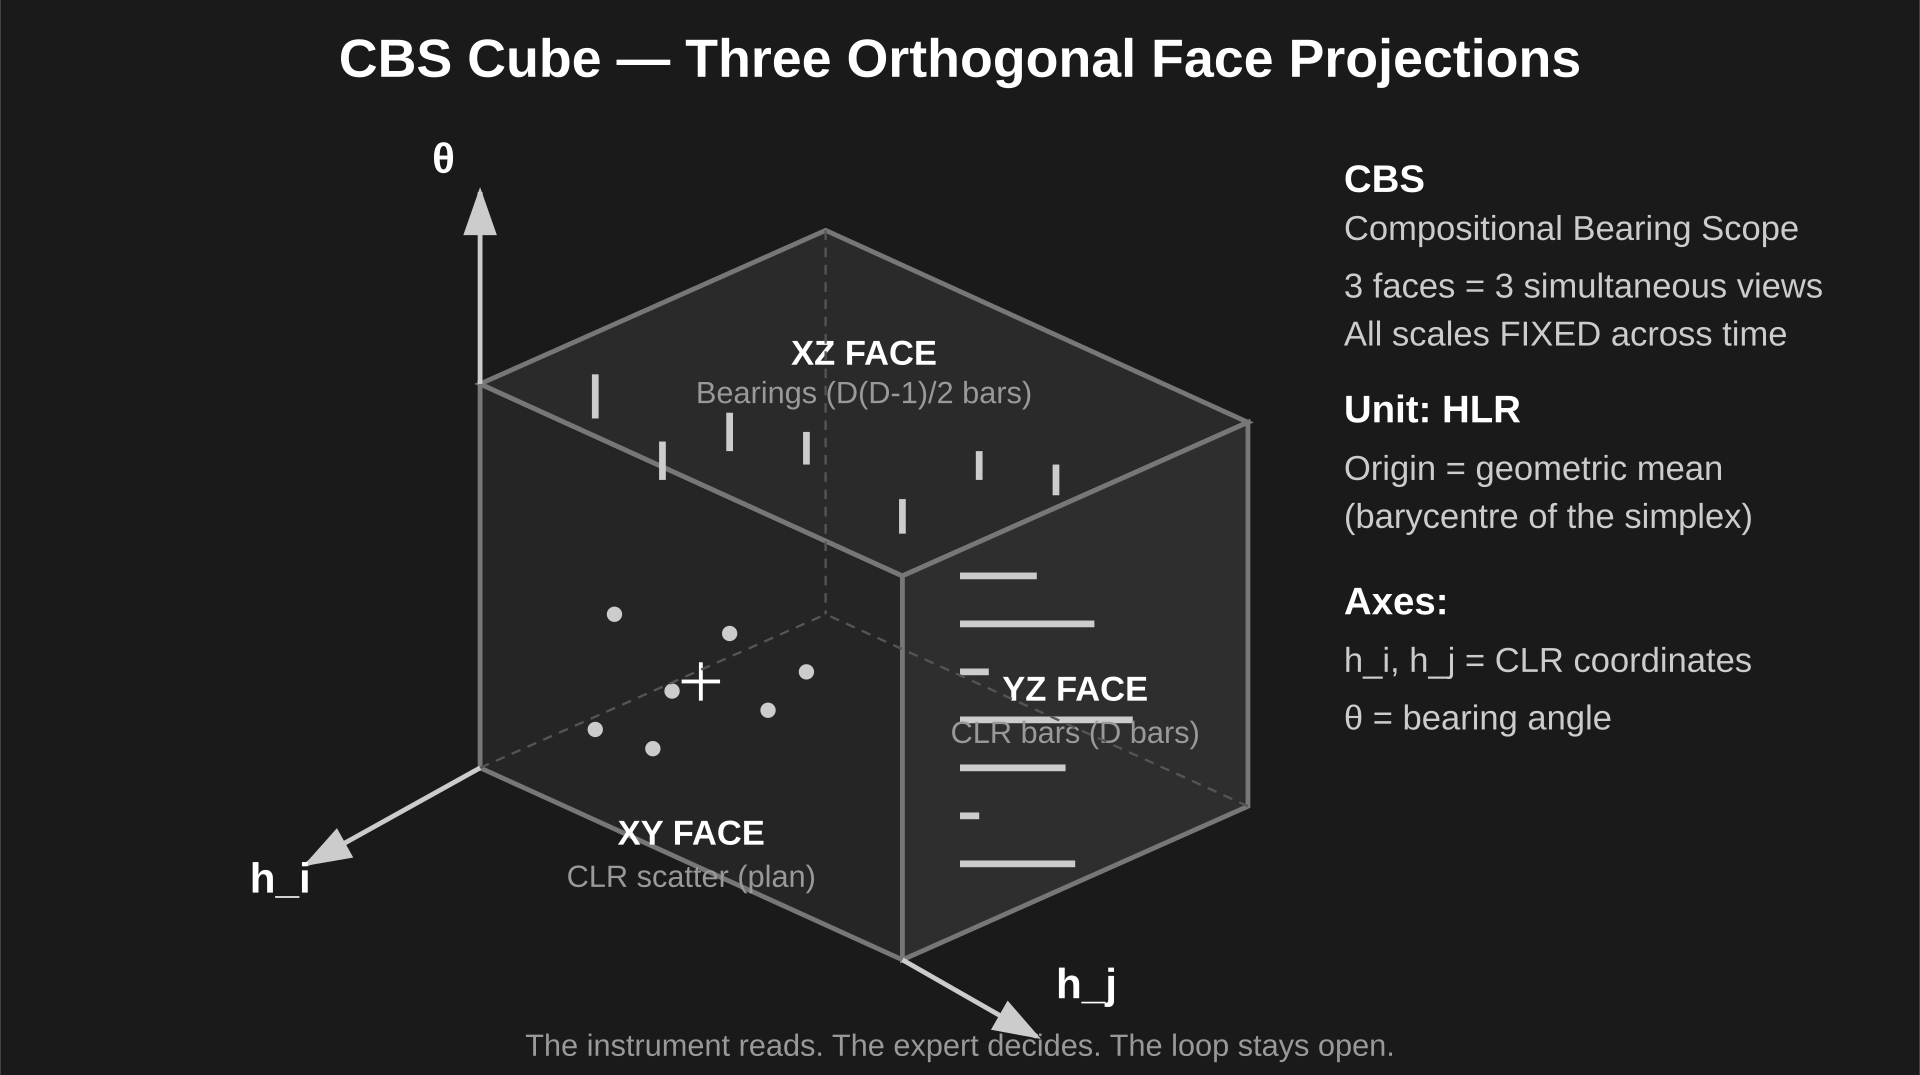 CBS Cube — Three Orthogonal Face Projections
θ
CBS
Compositional Bearing Scope
3 faces = 3 simultaneous views
All scales FIXED across time
XZ FACE
Bearings (D(D-1)/2 bars)
Unit: HLR
Origin = geometric mean
(barycentre of the simplex)
Axes:
h_i, h_j = CLR coordinates
θ = bearing angle
YZ FACE
CLR bars (D bars)
XY FACE
CLR scatter (plan)
h_i
h_j
The instrument reads. The expert decides. The loop stays open.